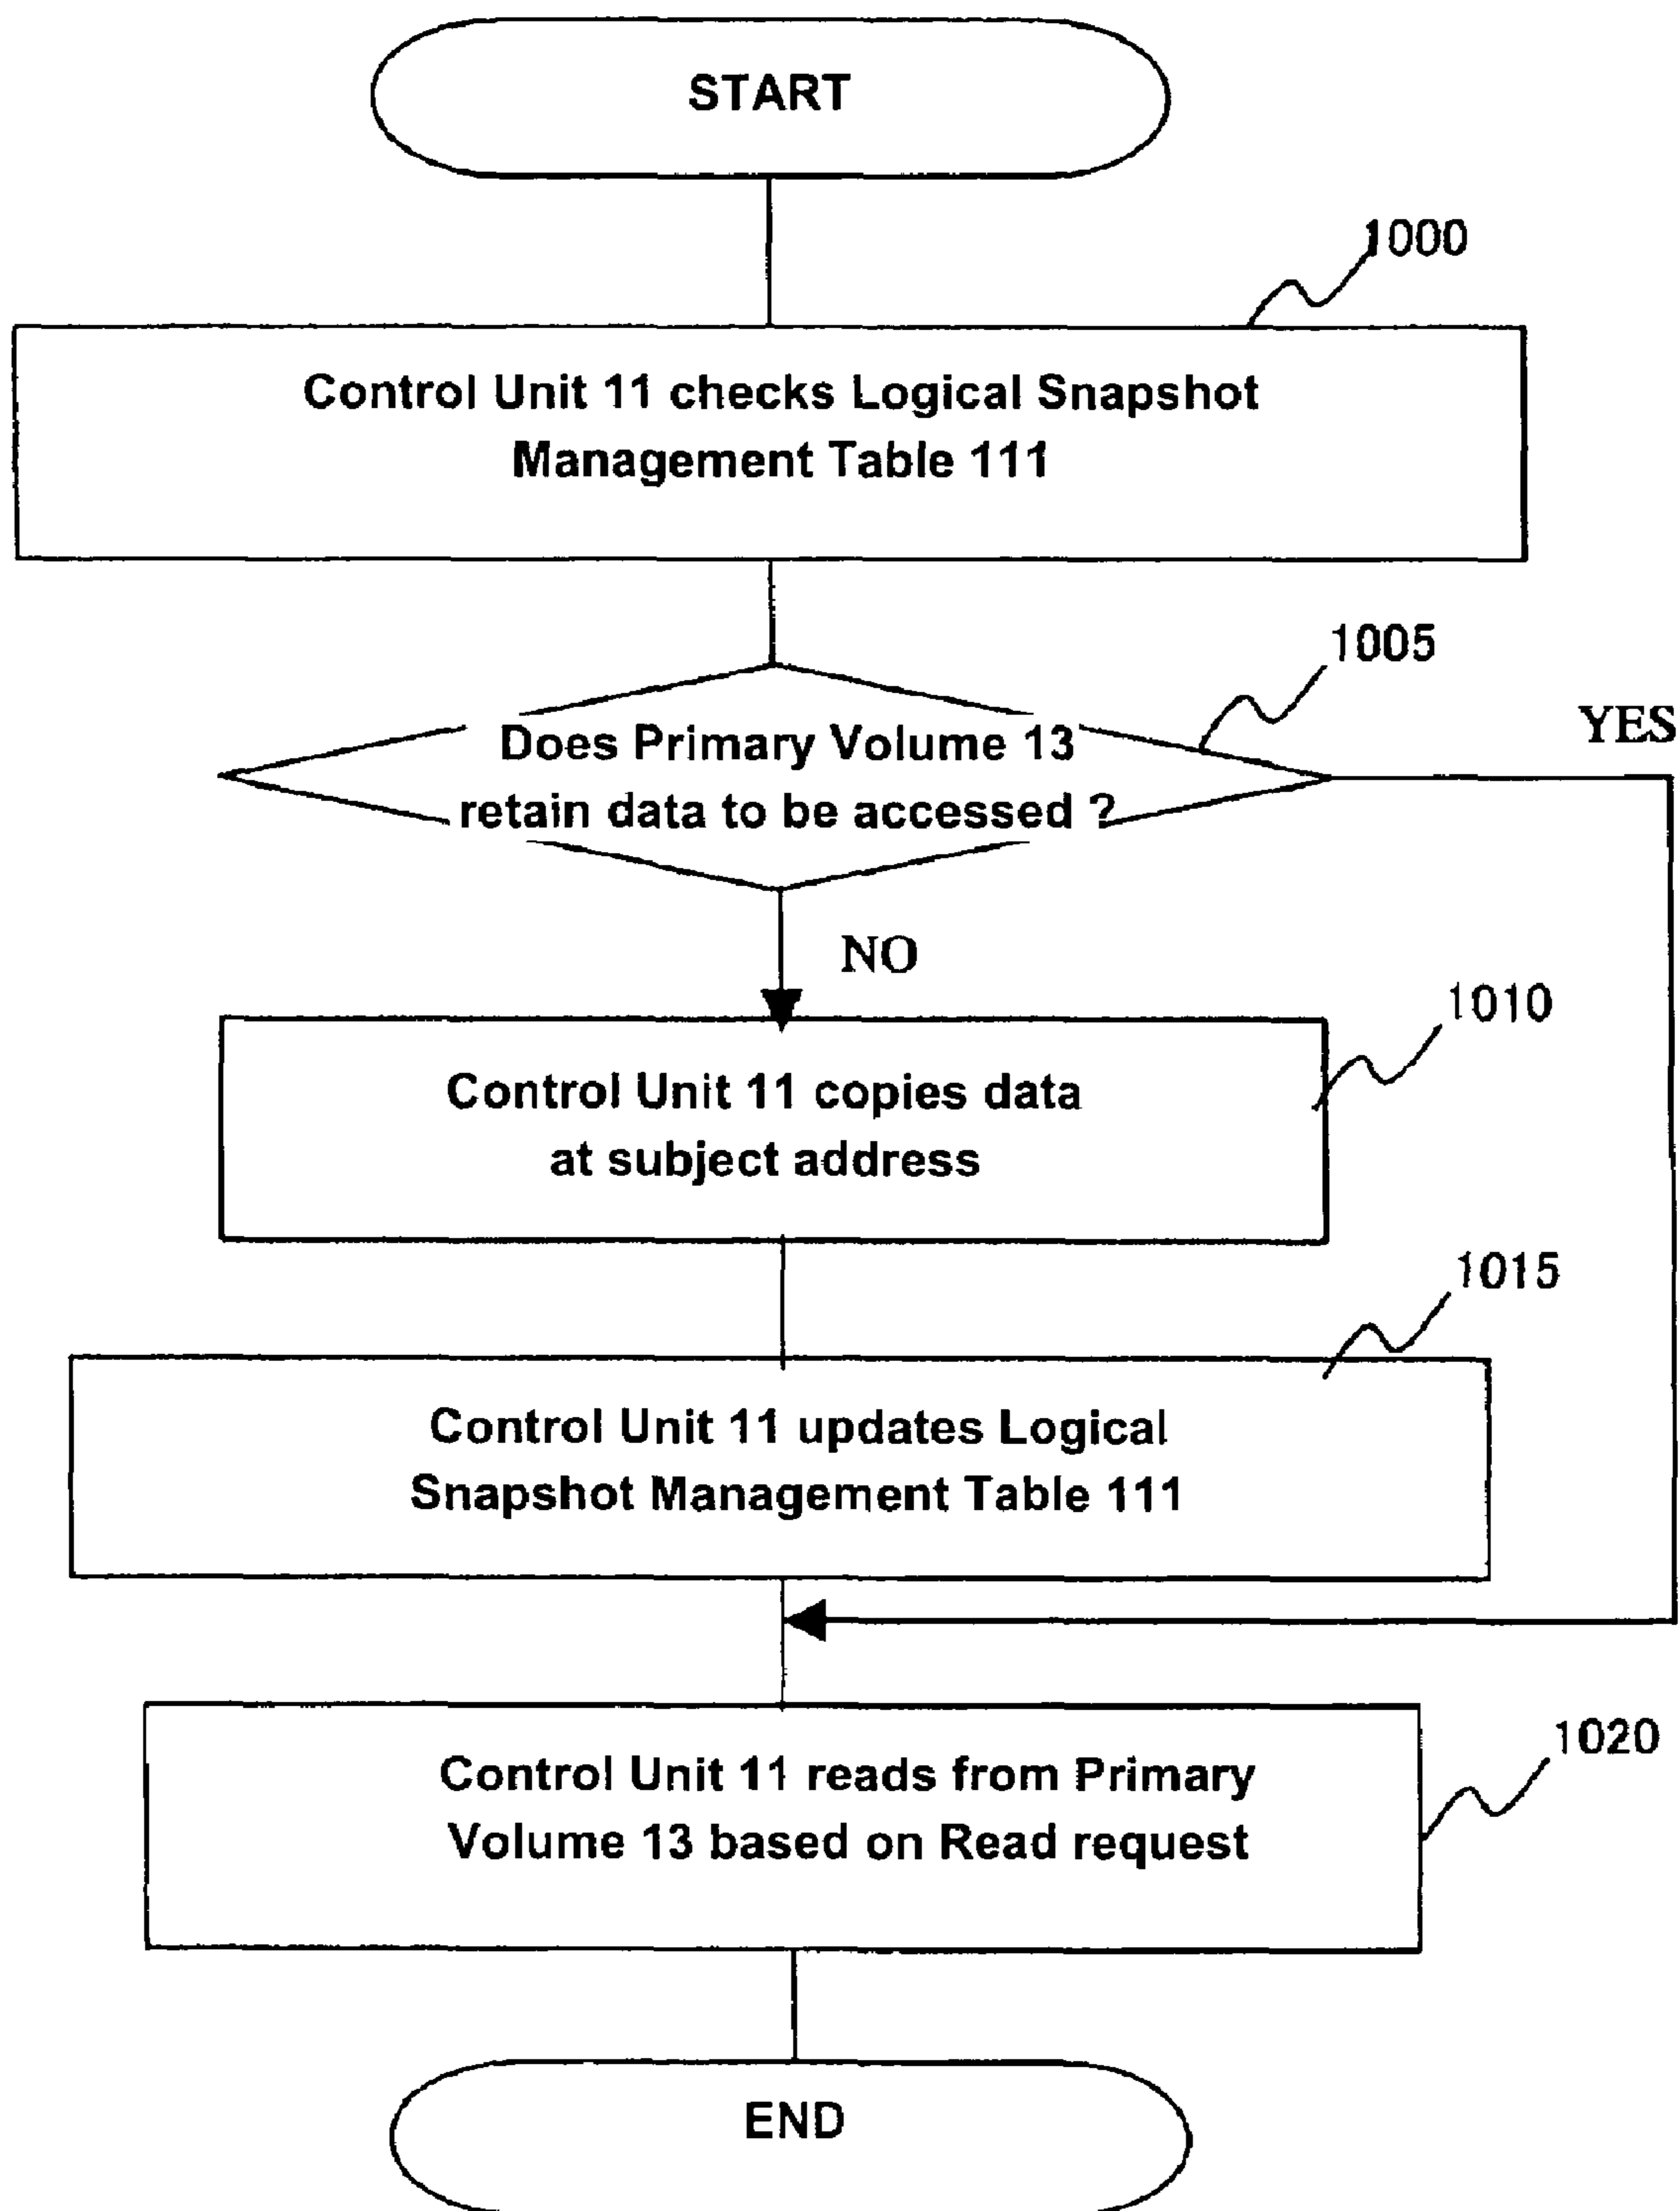 START
1000
Control Unit 11 checks Logical Snapshot
Management Table 111
1005
YES
Does Primary Volume 13
retain data to be accessed ?
NO
1010
Control Unit 11 copies data
at subject address
1015
Control Unit 11 updates Logical
Snapshot Management Table 111
1020
Control Unit 11 reads from Primary
Volume 13 based on Read request
END